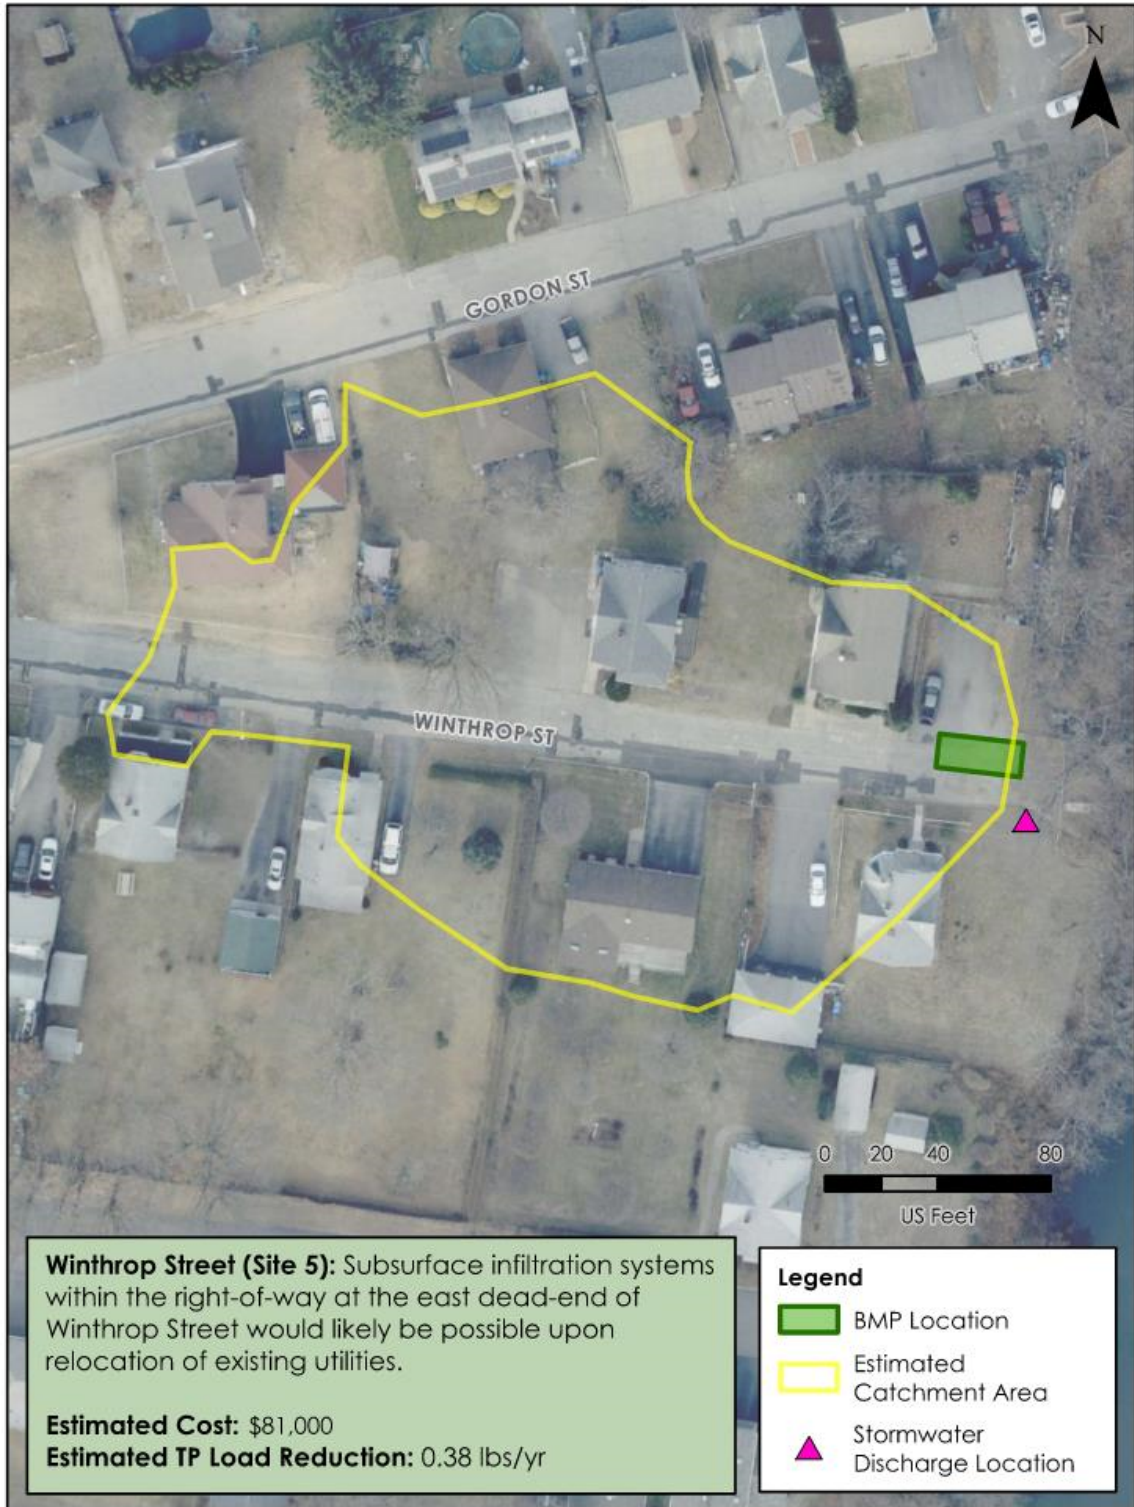 N
GORDON ST
WINTHROP ST
0 20 40 80
US Feet
Winthrop Street (Site 5): Subsurface infiltration systems
within the right-of-way at the east dead-end of
Winthrop Street would likely be possible upon
relocation of existing utilities.
Estimated Cost: $81,000
Estimated TP Load Reduction: 0.38 lbs/yr
Legend
BMP Location
Estimated
Catchment Area
Stormwater
Discharge Location